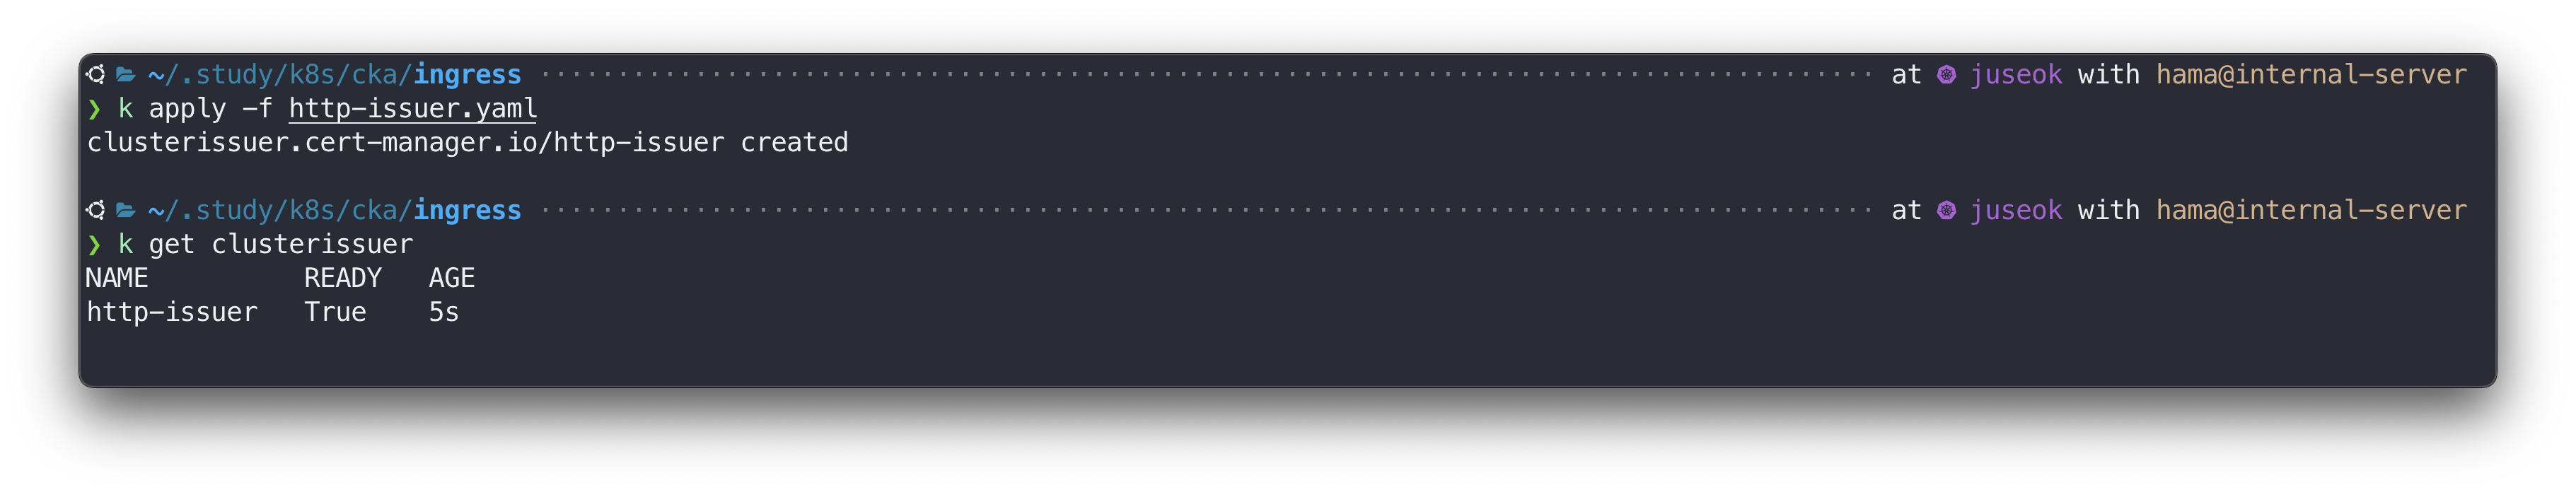 ~/.study/k8s/cka/ingress at juseok with hama@internal-server
❯ k apply -f http-issuer.yaml
clusterissuer.cert-manager.io/http-issuer created
~/.study/k8s/cka/ingress at juseok with hama@internal-server
❯ k get clusterissuer
NAME READY AGE
http-issuer True 5s